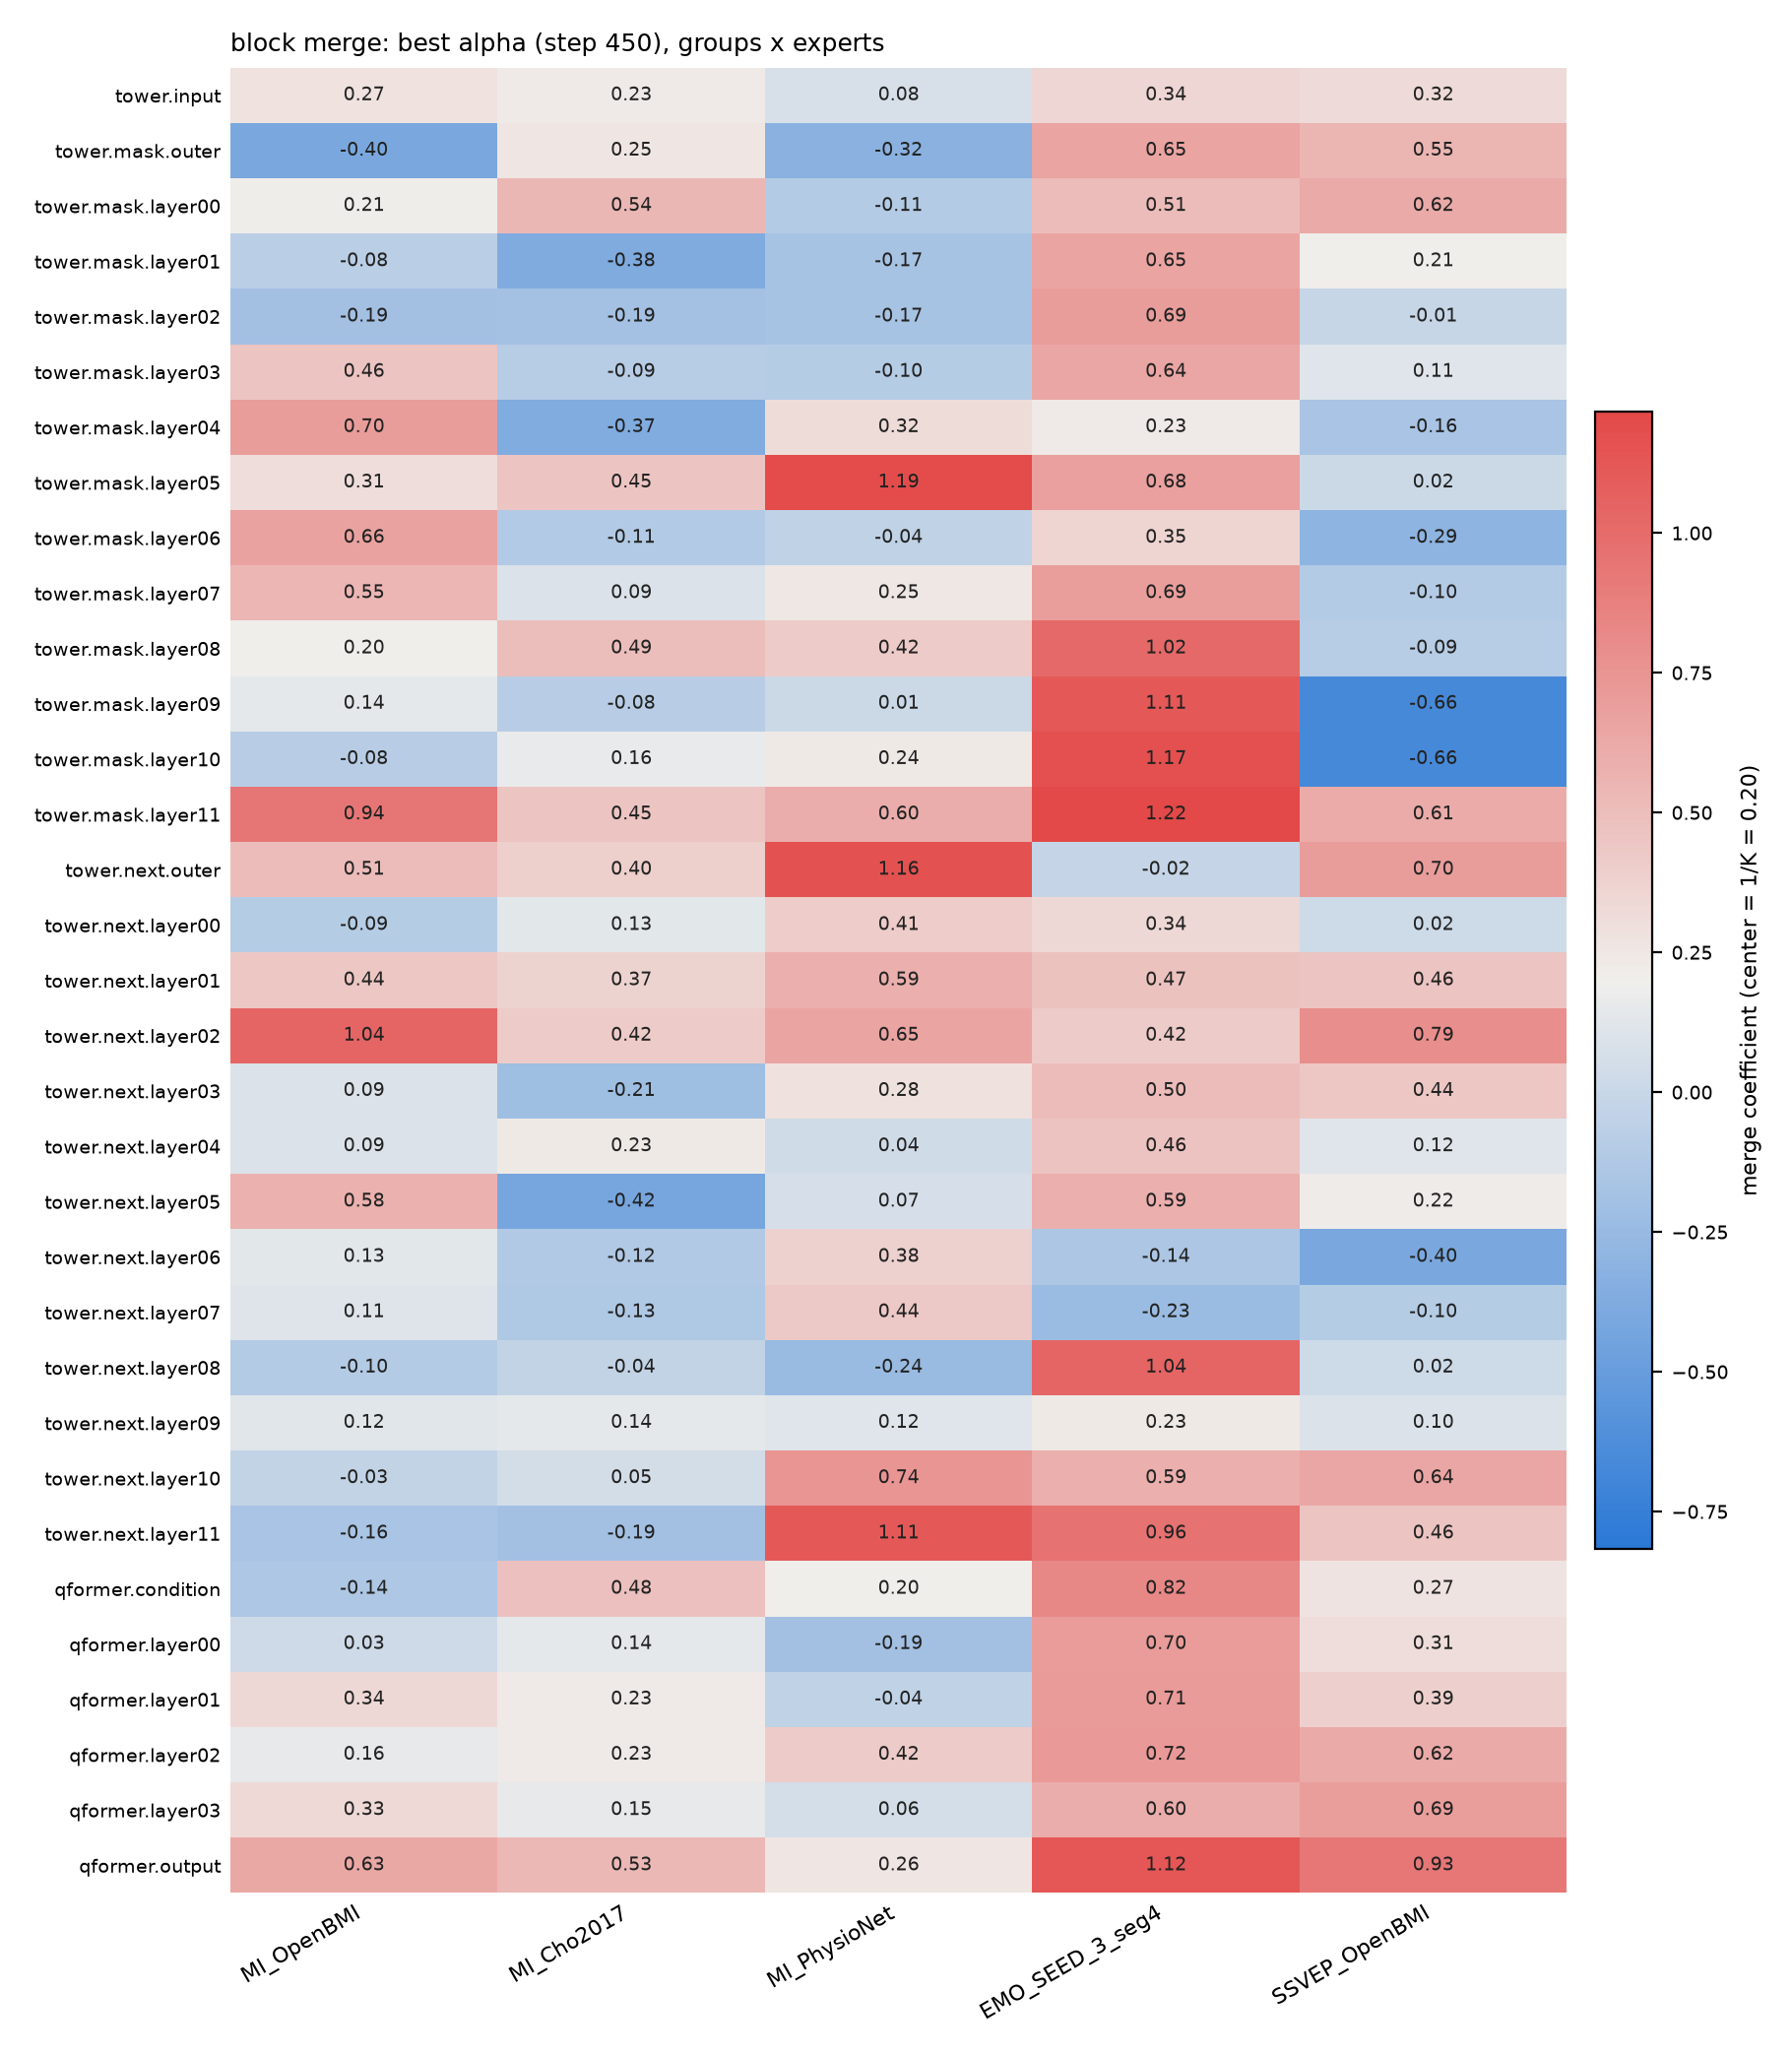 block merge: best alpha (step 450), groups x experts
tower.input 0.27 0.23 0.08 0.34 0.32
tower.mask.outer -0.40 0.25 -0.32 0.65 0.55
tower.mask.layer00 0.21 0.54 -0.11 0.51 0.62
tower.mask.layer01 -0.08 -0.38 -0.17 0.65 0.21
tower.mask.layer02 -0.19 -0.19 -0.17 0.69 -0.01
tower.mask.layer03 0.46 -0.09 -0.10 0.64 0.11
tower.mask.layer04 0.70 -0.37 0.32 0.23 -0.16
tower.mask.layer05 0.31 0.45 1.19 0.68 0.02
tower.mask.layer06 0.66 -0.11 -0.04 0.35 -0.29
tower.mask.layer07 0.55 0.09 0.25 0.69 -0.10
tower.mask.layer08 0.20 0.49 0.42 1.02 -0.09
tower.mask.layer09 0.14 -0.08 0.01 1.11 -0.66
tower.mask.layer10 -0.08 0.16 0.24 1.17 -0.66
tower.mask.layer11 0.94 0.45 0.60 1.22 0.61
tower.next.outer 0.51 0.40 1.16 -0.02 0.70
tower.next.layer00 -0.09 0.13 0.41 0.34 0.02
tower.next.layer01 0.44 0.37 0.59 0.47 0.46
tower.next.layer02 1.04 0.42 0.65 0.42 0.79
tower.next.layer03 0.09 -0.21 0.28 0.50 0.44
tower.next.layer04 0.09 0.23 0.04 0.46 0.12
tower.next.layer05 0.58 -0.42 0.07 0.59 0.22
tower.next.layer06 0.13 -0.12 0.38 -0.14 -0.40
tower.next.layer07 0.11 -0.13 0.44 -0.23 -0.10
tower.next.layer08 -0.10 -0.04 -0.24 1.04 0.02
tower.next.layer09 0.12 0.14 0.12 0.23 0.10
tower.next.layer10 -0.03 0.05 0.74 0.59 0.64
tower.next.layer11 -0.16 -0.19 1.11 0.96 0.46
qformer.condition -0.14 0.48 0.20 0.82 0.27
qformer.layer00 0.03 0.14 -0.19 0.70 0.31
qformer.layer01 0.34 0.23 -0.04 0.71 0.39
qformer.layer02 0.16 0.23 0.42 0.72 0.62
qformer.layer03 0.33 0.15 0.06 0.60 0.69
qformer.output 0.63 0.53 0.26 1.12 0.93
MI_OpenBMI MI_Cho2017 MI_PhysioNet EMO_SEED_3_seg4 SSVEP_OpenBMI
1.00
0.75
0.50
0.25
0.00
−0.25
−0.50
−0.75
merge coefficient (center = 1/K = 0.20)